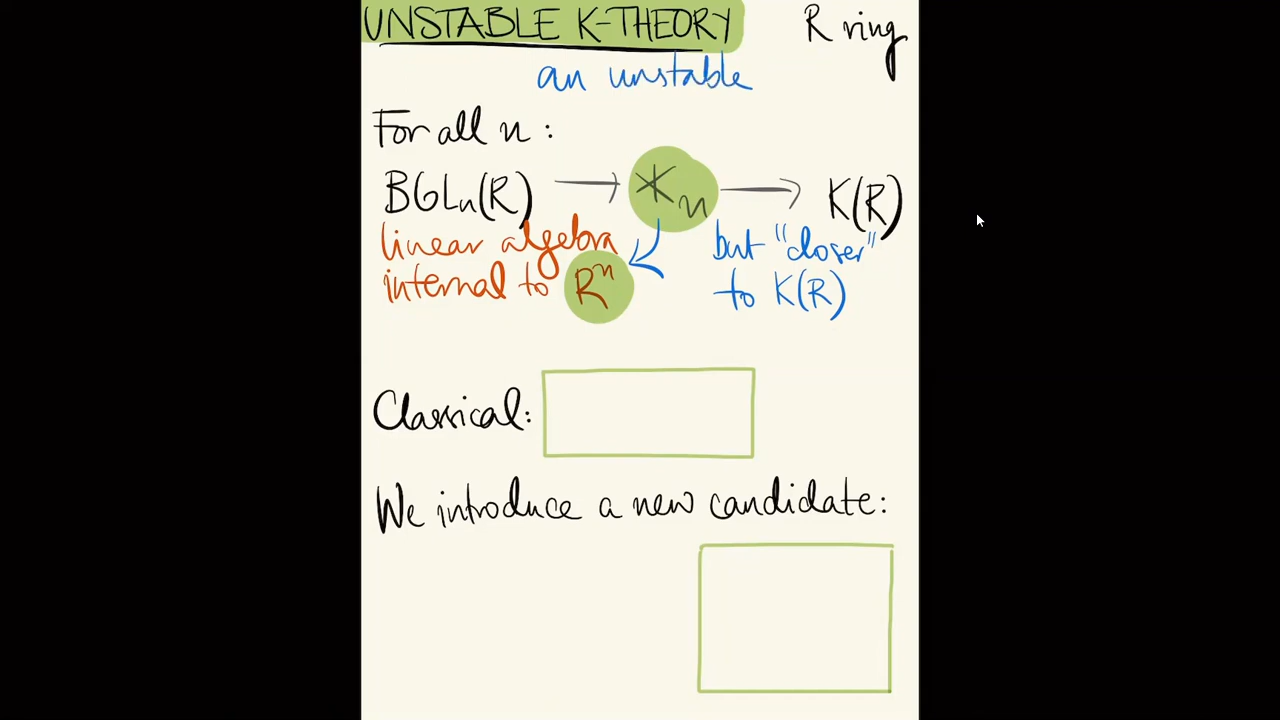 UNSTABLE K-THEORY R ring
an unstable
For all n :
BGLn(R) → *n → K(R)
linear algebra but "closer"
internal to Rⁿ to K(R)
Classical:
We introduce a new candidate: